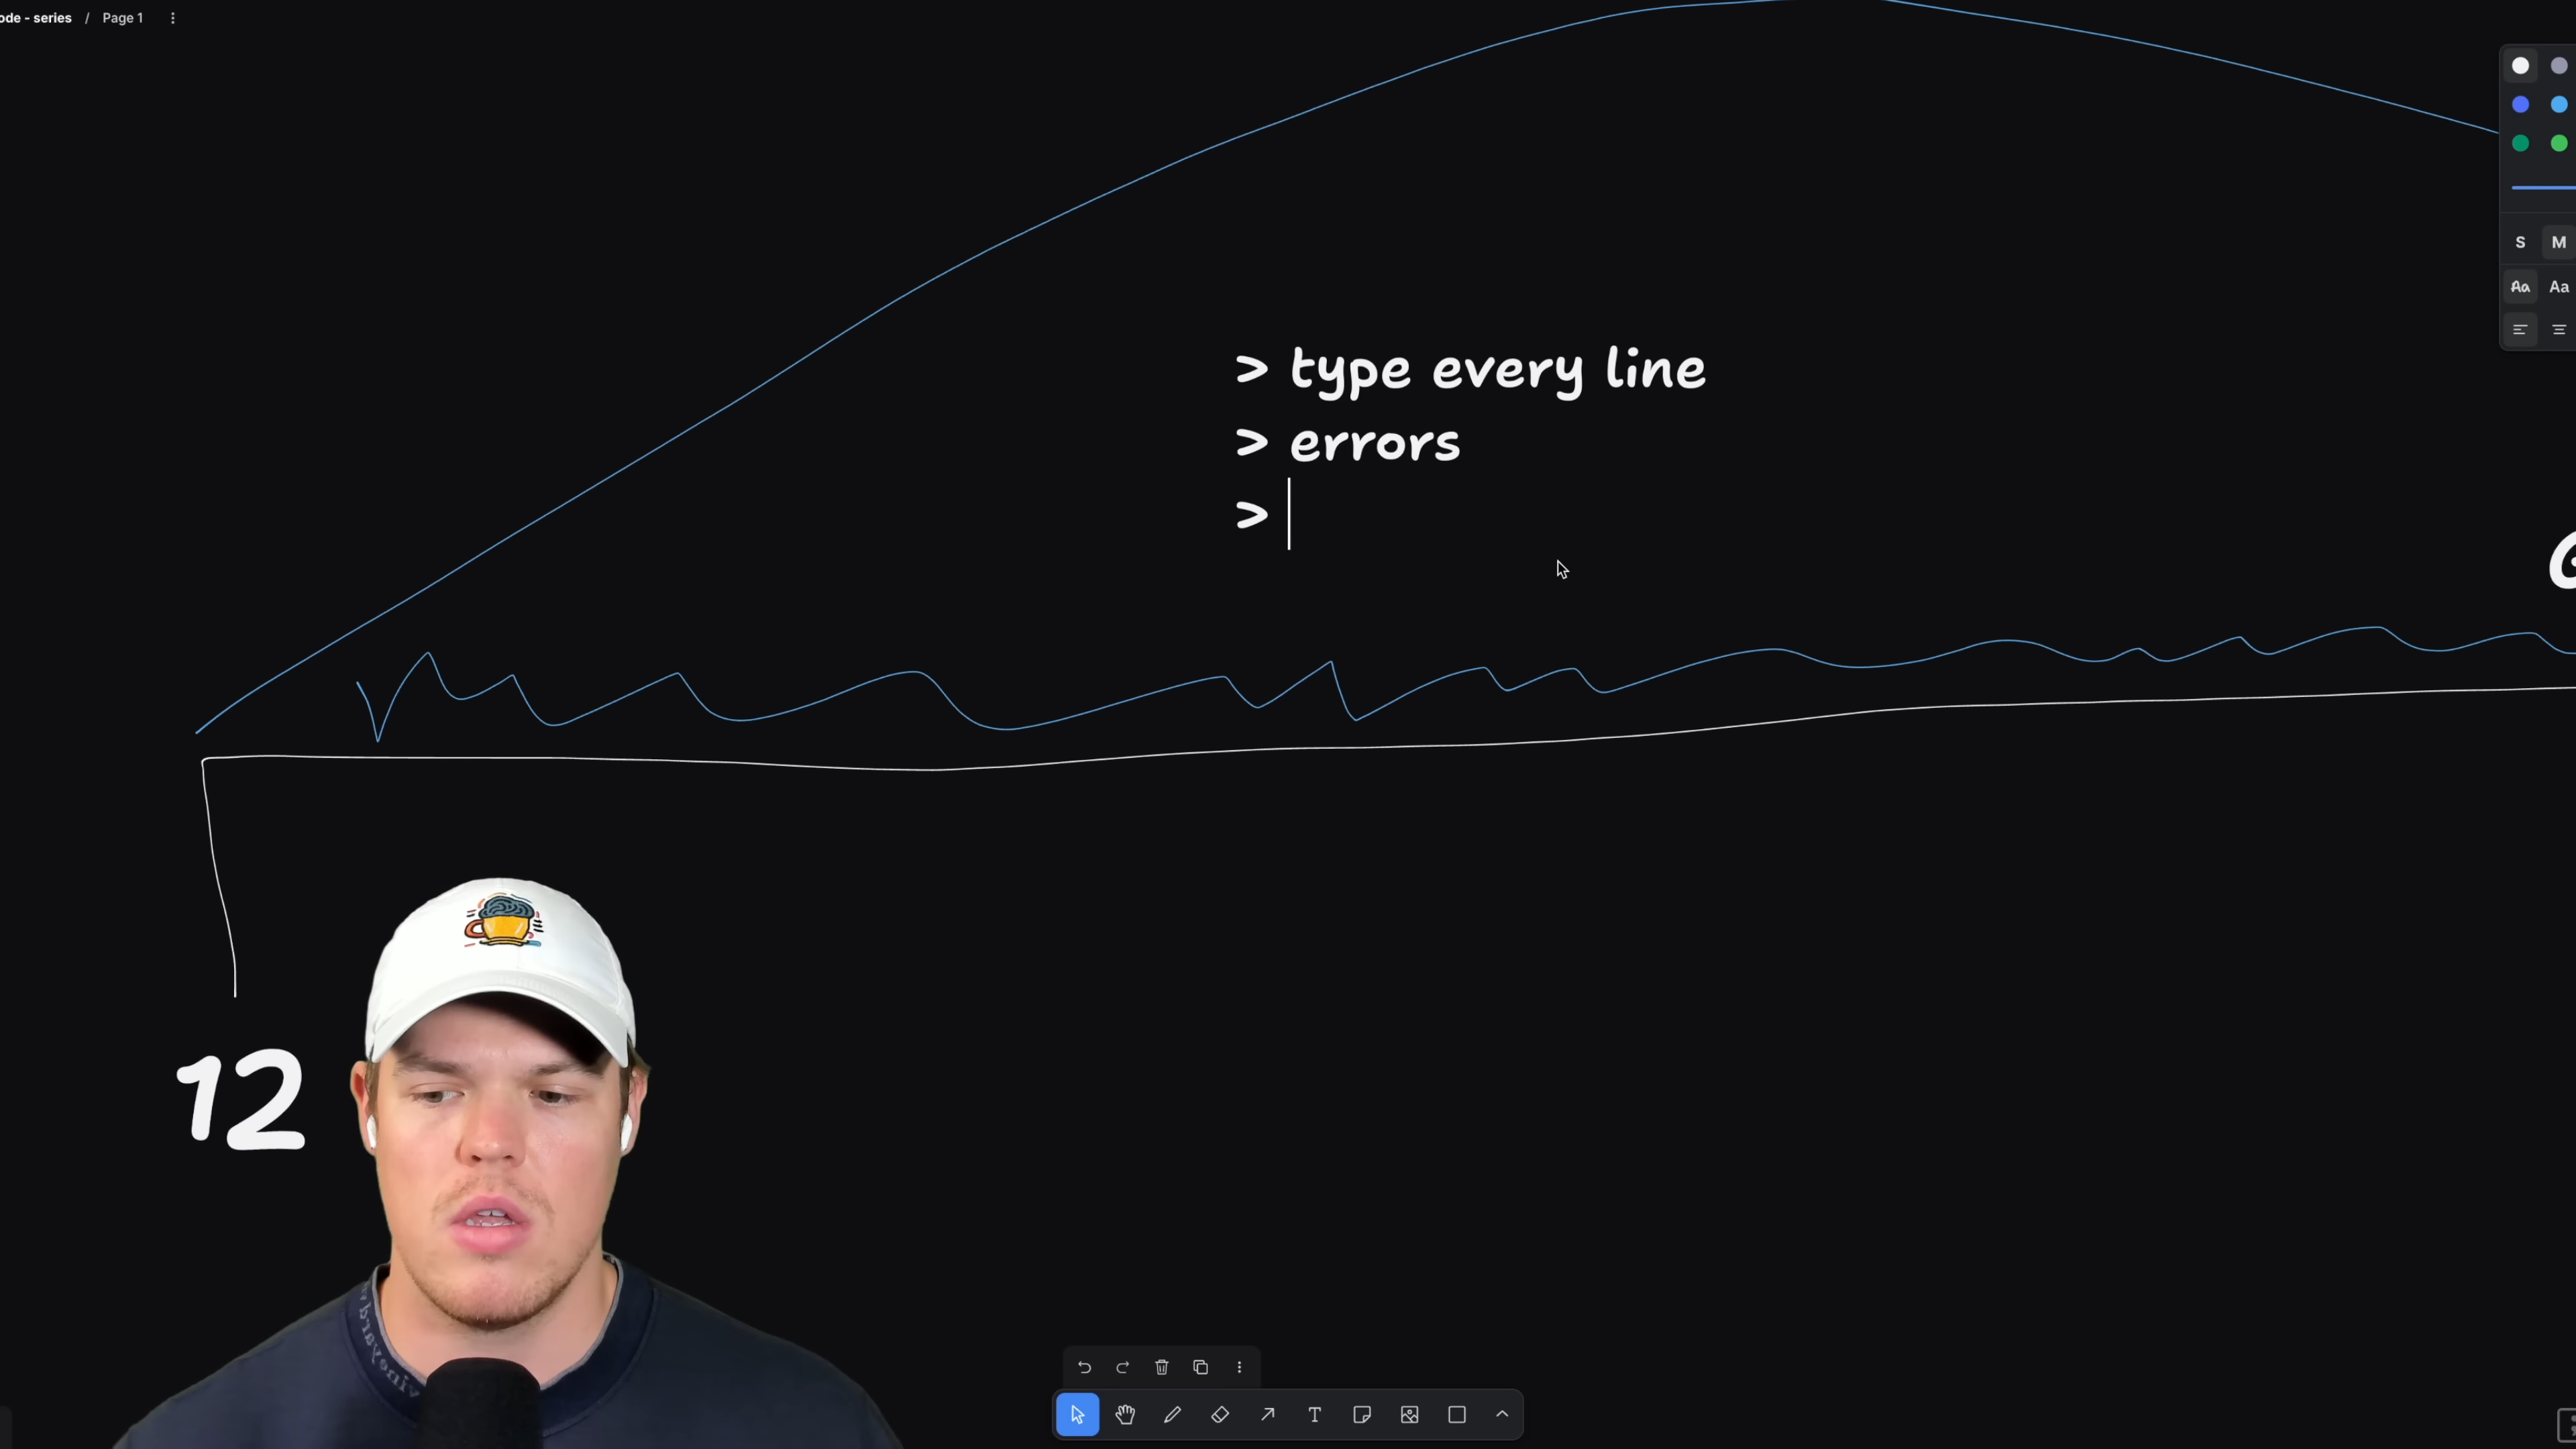 ode - series / Page 1
S M
Aa Aa
> type every line
> errors
>
12
T